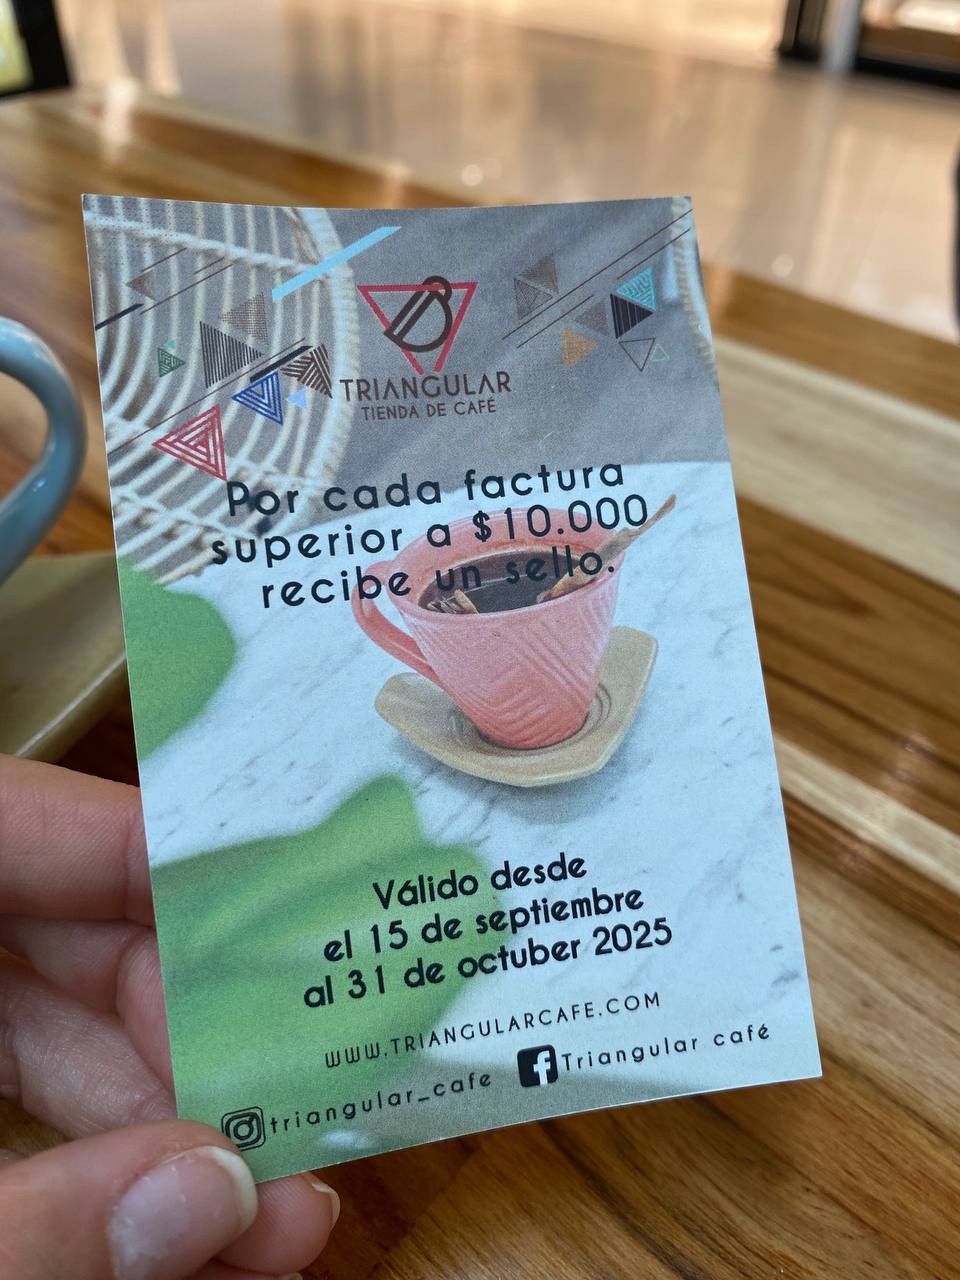 TRIANGULAR
TIENDA DE CAFÉ
Por cada factura
superior a $10.000
recibe un sello.
Válido desde
el 15 de septiembre
al 31 de octuber 2025
WWW.TRIANGULARCAFE.COM
triangular_cafe
Triangular café